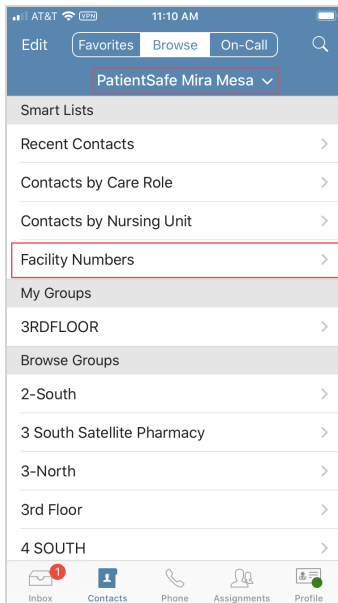 AT&T VPN 11:10 AM
Edit Favorites Browse On-Call
PatientSafe Mira Mesa
Smart Lists
Recent Contacts
Contacts by Care Role
Contacts by Nursing Unit
Facility Numbers
My Groups
3RDFLOOR
Browse Groups
2-South
3 South Satellite Pharmacy
3-North
3rd Floor
4 SOUTH
1
Inbox Contacts Phone Assignments Profile